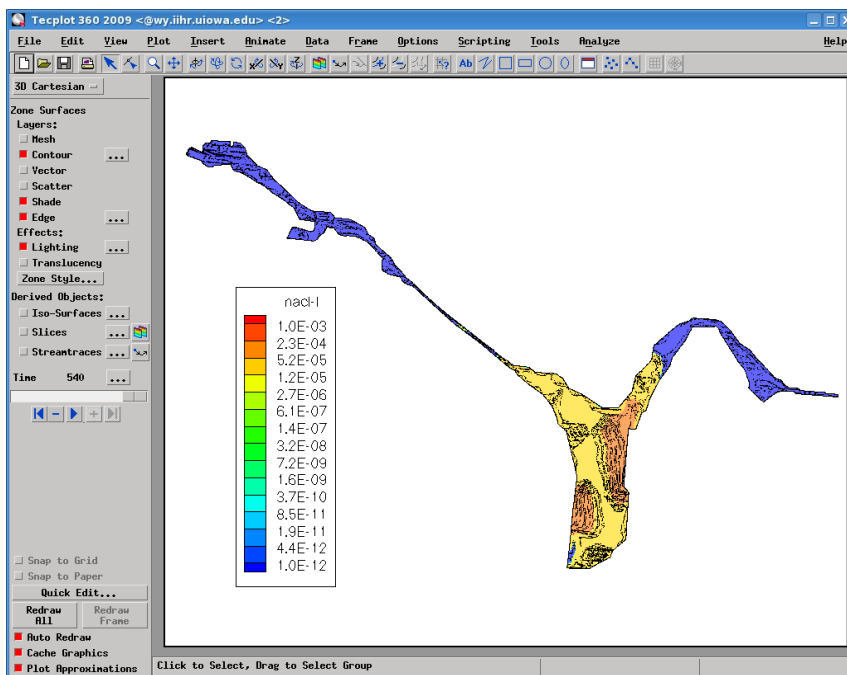 Tecplot 360 2009 <@wy.iihr.uiowa.edu> <2>
File Edit View Plot Insert Animate Data Frame Options Scripting Tools Analyze Help
Ab
3D Cartesian
Zone Surfaces
Layers:
Mesh
Contour ...
Vector
Scatter
Shade
Edge ...
Effects:
Lighting ...
Translucency
Zone Style...
Derived Objects:
Iso-Surfaces ...
Slices ...
Streamtraces ...
Time 540 ...
Snap to Grid
Snap to Paper
Quick Edit...
Redraw All
Redraw Frame
Auto Redraw
Cache Graphics
Plot Approximations
nacl-l
1.0E-03
2.3E-04
5.2E-05
1.2E-05
2.7E-06
6.1E-07
1.4E-07
3.2E-08
7.2E-09
1.6E-09
3.7E-10
8.5E-11
1.9E-11
4.4E-12
1.0E-12
Click to Select, Drag to Select Group